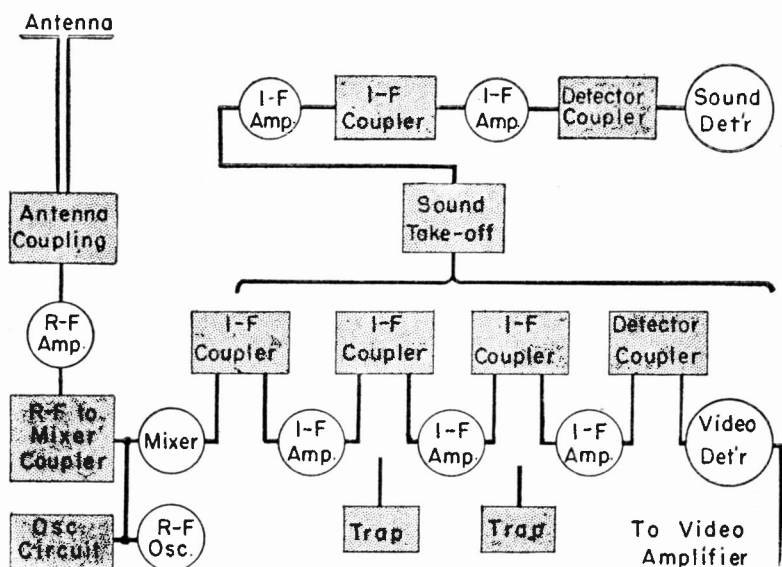 Antenna
I-F
Amp.
I-F
Coupler
I-F
Amp.
Detector
Coupler
Sound
Det'r
Antenna
Coupling
Sound
Take-off
R-F
Amp.
I-F
Coupler
I-F
Coupler
I-F
Coupler
Detector
Coupler
R-F to
Mixer
Coupler
Mixer
I-F
Amp.
I-F
Amp.
I-F
Amp.
Video
Det'r
Osc.
Circuit
R-F
Osc.
Trap
Trap
To Video
Amplifier